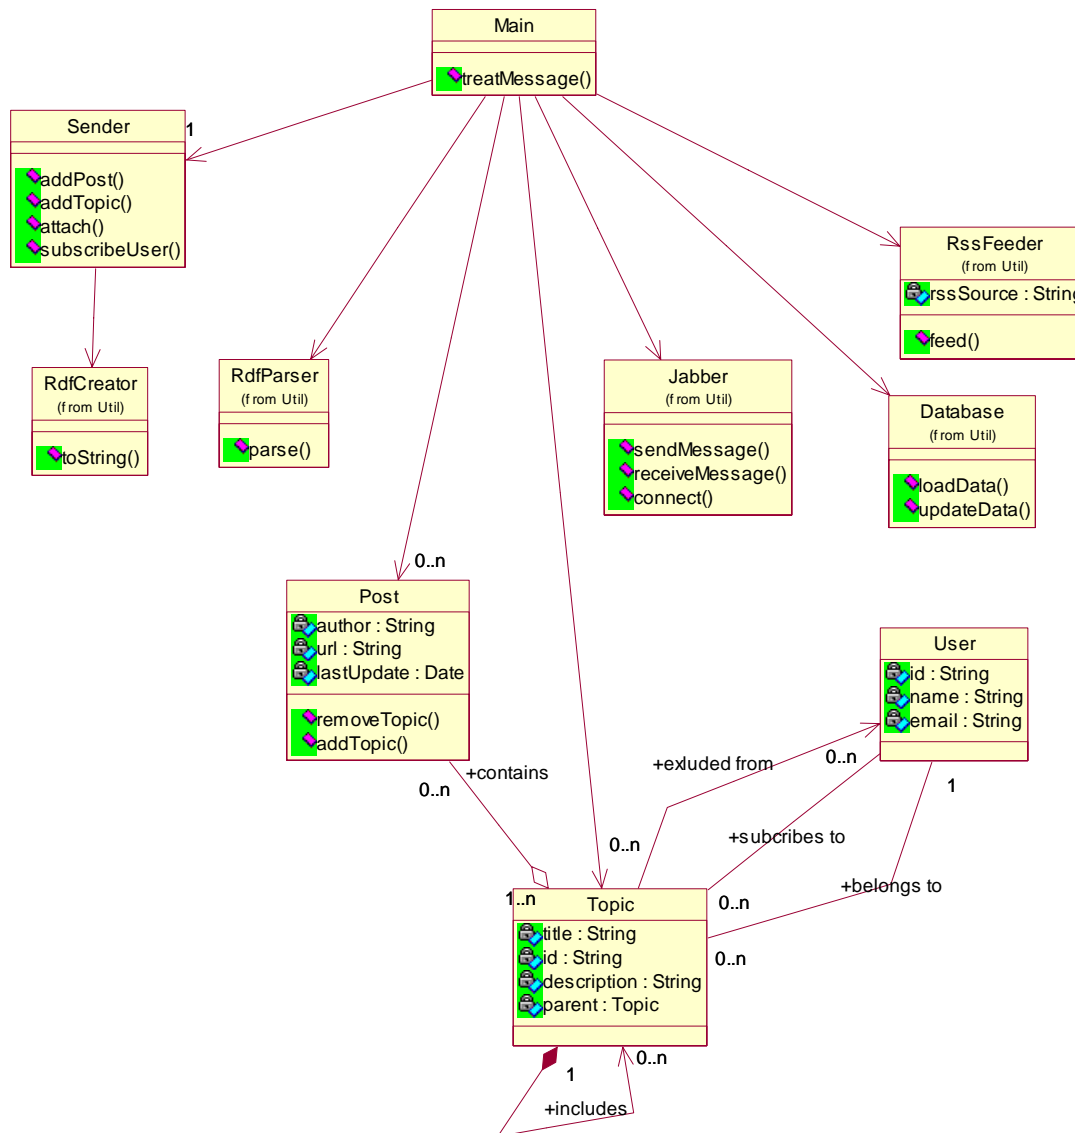 Main
treatMessage()
Sender
1
addPost()
addTopic()
attach()
subscribeUser()
RssFeeder
(from Util)
rssSource : String
feed()
RdfCreator
(from Util)
toString()
RdfParser
(from Util)
parse()
Jabber
(from Util)
sendMessage()
receiveMessage()
connect()
Database
(from Util)
loadData()
updateData()
0..n
Post
author : String
url : String
lastUpdate : Date
removeTopic()
addTopic()
User
id : String
name : String
email : String
+contains
0..n
+exluded from
0..n
1
+subcribes to
0..n
+belongs to
1..n
0..n
0..n
Topic
title : String
id : String
description : String
parent : Topic
1
0..n
+includes